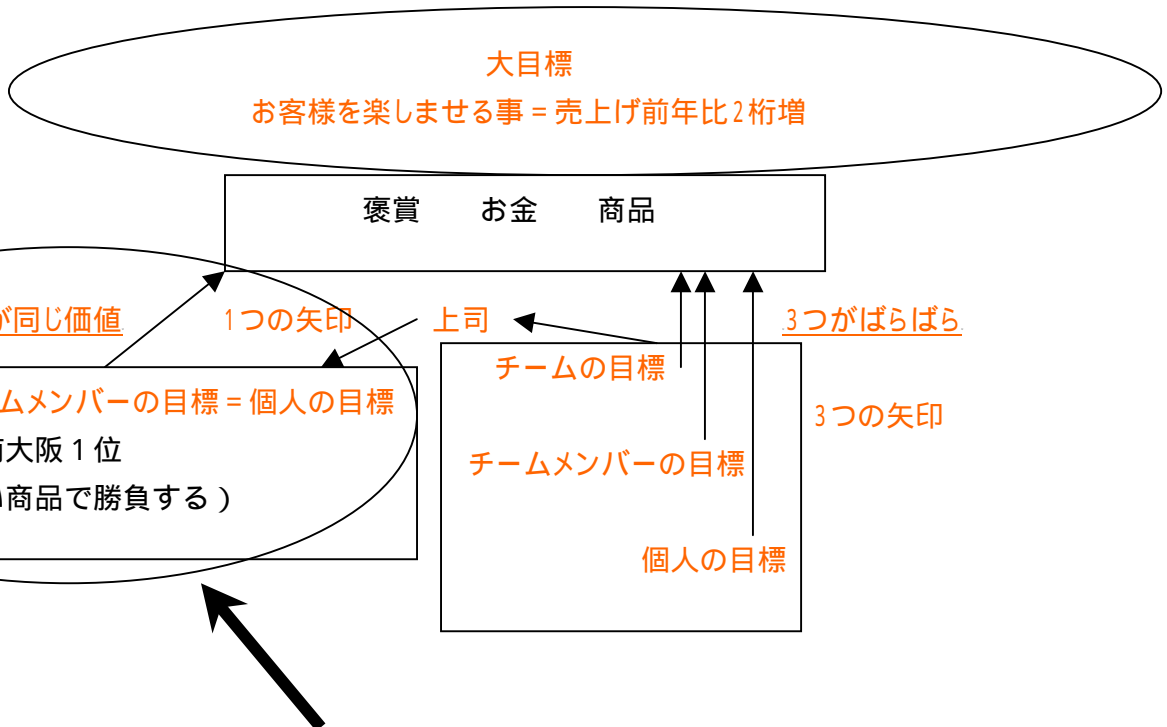 大目標
お客様を楽しませる事＝売上げ前年比2桁増
褒賞　　お金　　商品
が同じ価値
1つの矢印
上司
3つがばらばら
チームの目標
ムメンバーの目標＝個人の目標
3つの矢印
大阪１位
チームメンバーの目標
商品で勝負する）
個人の目標